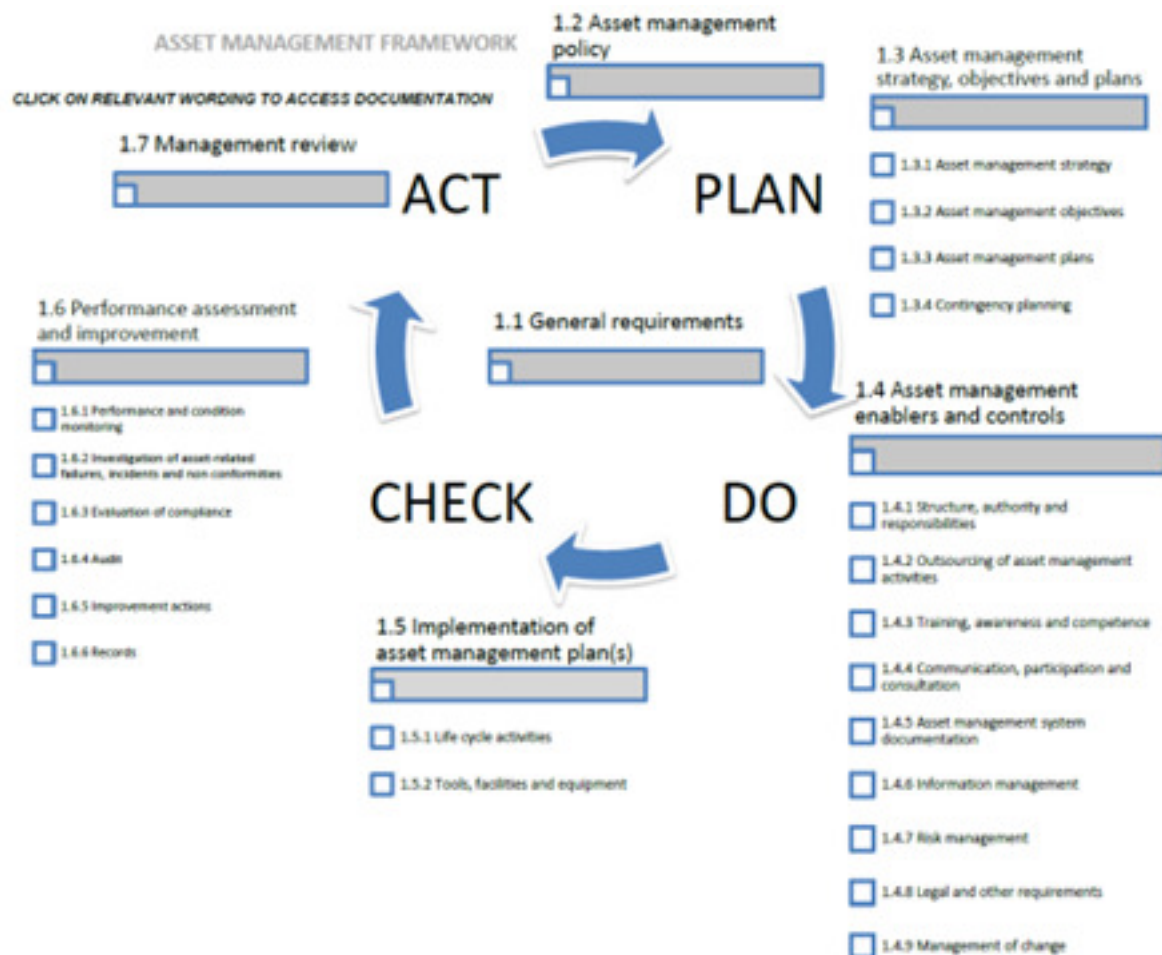 ASSET MANAGEMENT FRAMEWORK
CLICK ON RELEVANT WORDING TO ACCESS DOCUMENTATION
1.2 Asset management
policy
1.3 Asset management
strategy, objectives and plans
1.3.1 Asset management strategy
1.3.2 Asset management objectives
1.3.3 Asset management plans
1.3.4 Contingency planning
1.7 Management review
ACT
PLAN
1.1 General requirements
1.6 Performance assessment
and improvement
1.6.1 Performance and condition
monitoring
1.6.2 Investigation of asset-related
failures, incidents and non conformities
1.6.3 Evaluation of compliance
1.6.4 Audit
1.6.5 Improvement actions
1.6.6 Records
CHECK
DO
1.4 Asset management
enablers and controls
1.4.1 Structure, authority and
responsibilities
1.4.2 Outsourcing of asset management
activities
1.4.3 Training, awareness and competence
1.4.4 Communication, participation and
consultation
1.4.5 Asset management system
documentation
1.4.6 Information management
1.4.7 Risk management
1.4.8 Legal and other requirements
1.4.9 Management of change
1.5 Implementation of
asset management plan(s)
1.5.1 Life cycle activities
1.5.2 Tools, facilities and equipment